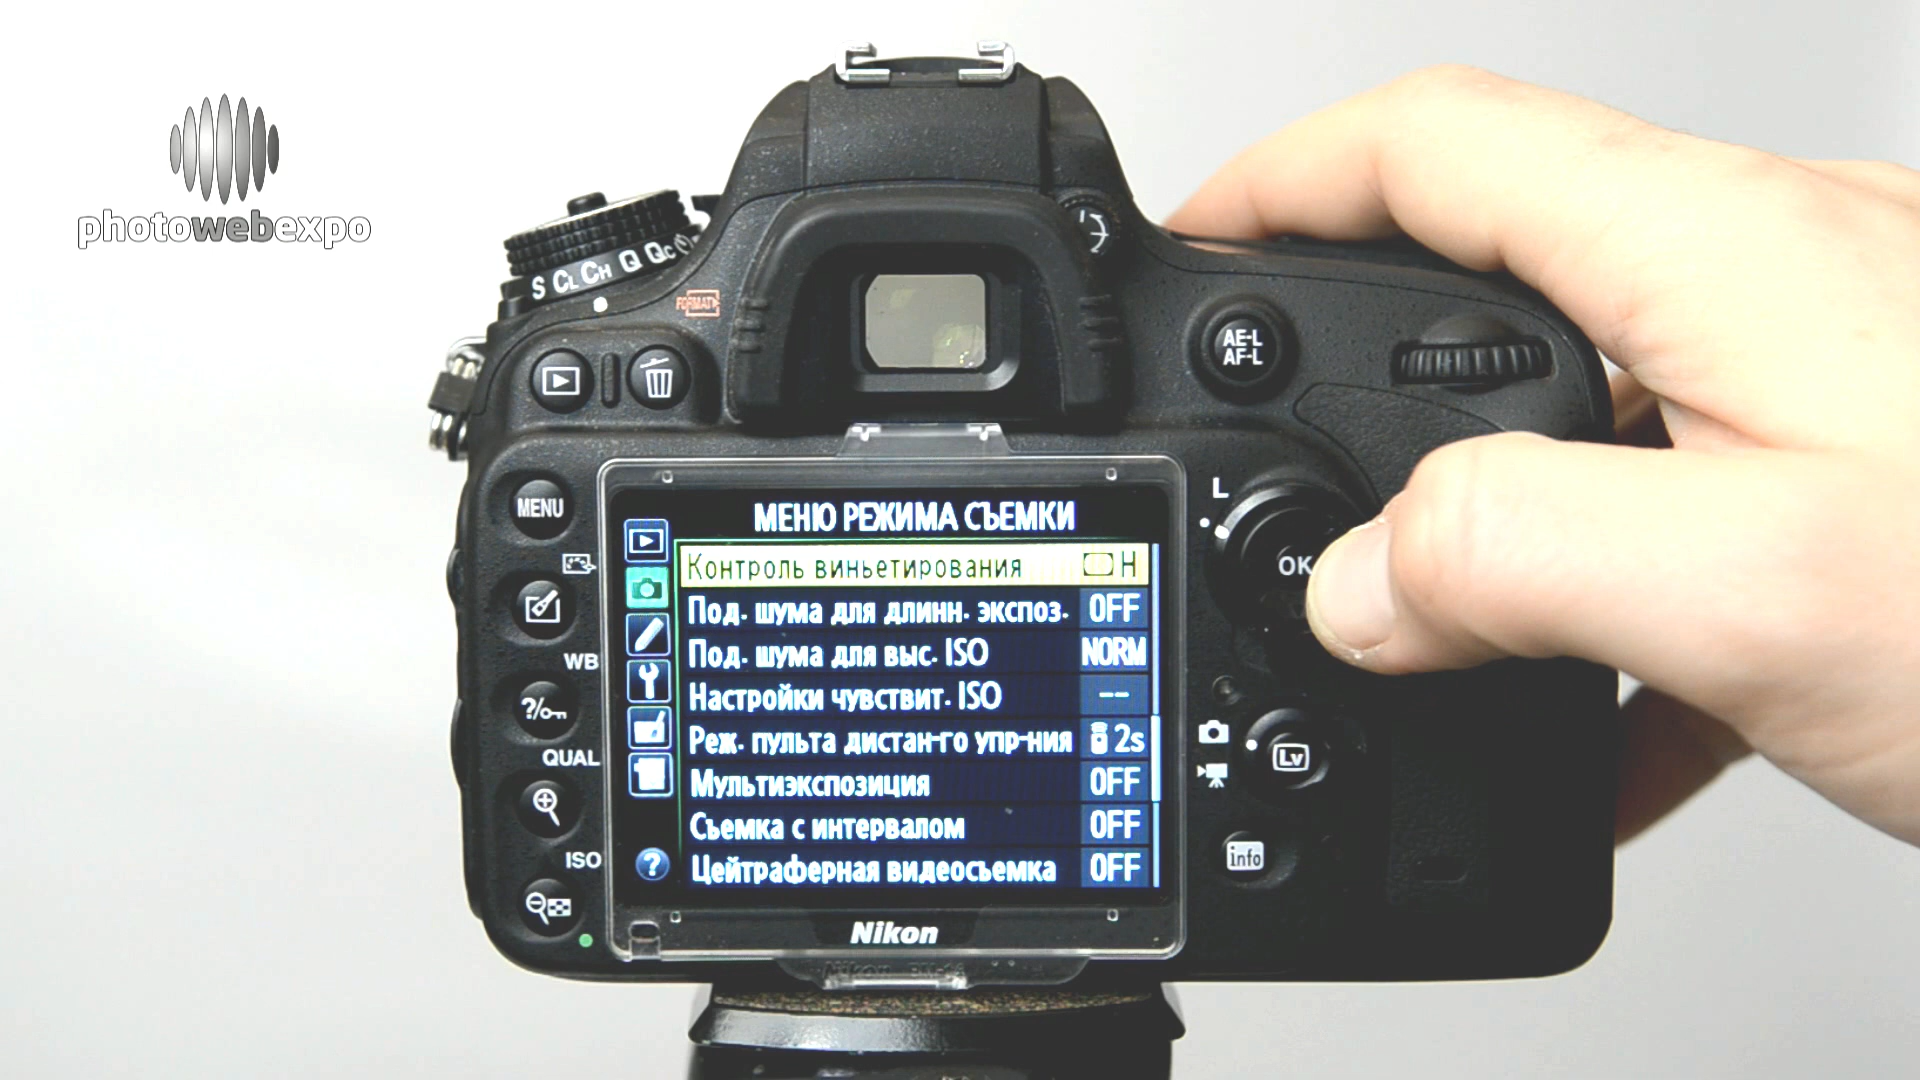 photowebexpo
S CL CH Q QC
FORMAT
AE-L
AF-L
MENU
WB
?/
QUAL
ISO
L
OK
Lv
info
МЕНЮ РЕЖИМА СЪЕМКИ
Контроль виньетирования H
Под. шума для длинн. экспоз. OFF
Под. шума для выс. ISO NORM
Настройки чувствит. ISO --
Реж. пульта дистан-го упр-ния 2s
Мультиэкспозиция OFF
Съемка с интервалом OFF
Цейтраферная видеосъемка OFF
?
Nikon
Nikon